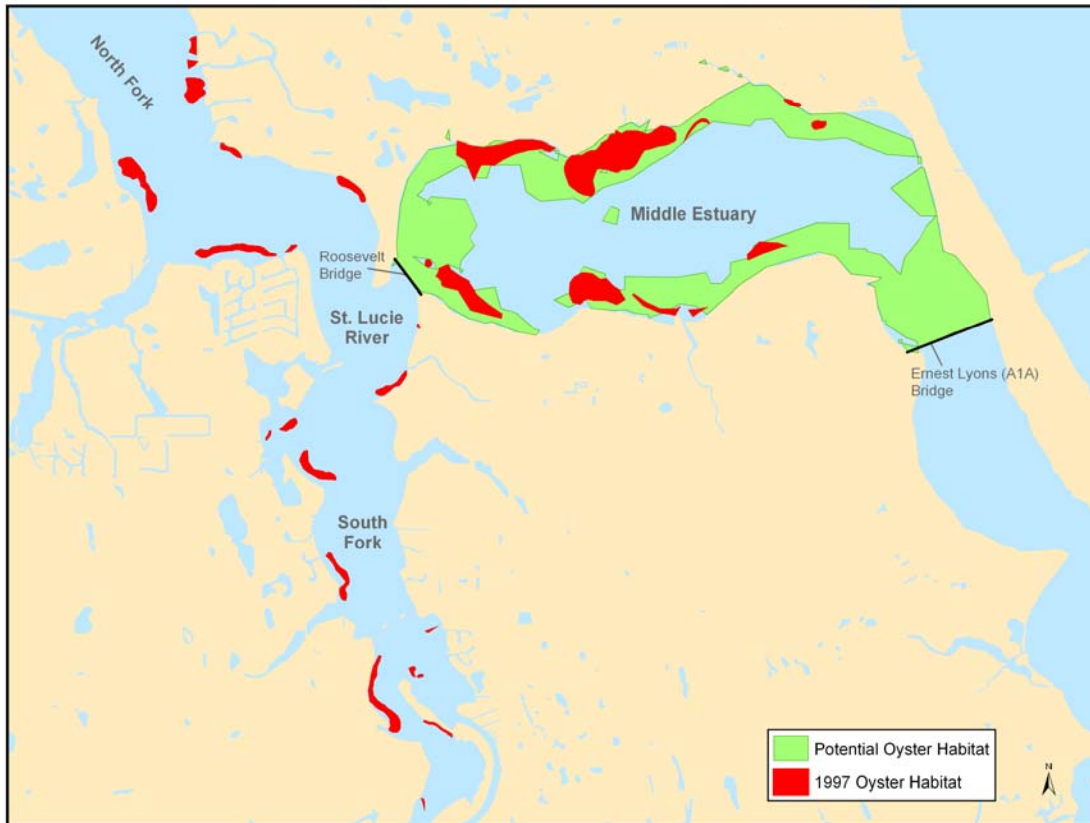 North Fork
Middle Estuary
Roosevelt
Bridge
St. Lucie
River
Ernest Lyons (A1A)
Bridge
South
Fork
Potential Oyster Habitat
1997 Oyster Habitat
N